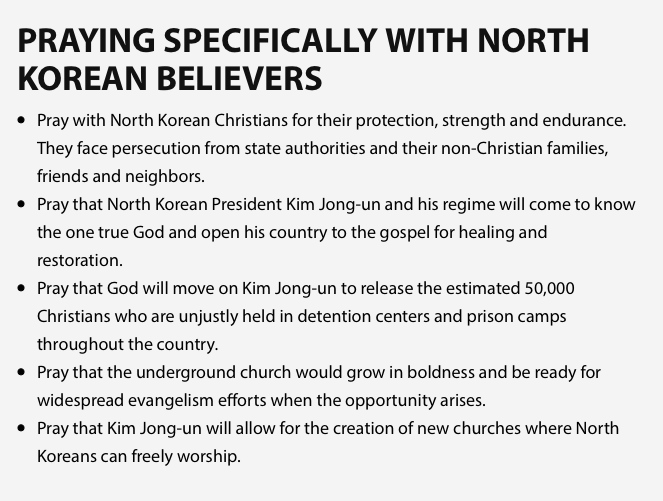 PRAYING SPECIFICALLY WITH NORTH
KOREAN BELIEVERS
• Pray with North Korean Christians for their protection, strength and endurance.
They face persecution from state authorities and their non-Christian families,
friends and neighbors.
• Pray that North Korean President Kim Jong-un and his regime will come to know
the one true God and open his country to the gospel for healing and
restoration.
• Pray that God will move on Kim Jong-un to release the estimated 50,000
Christians who are unjustly held in detention centers and prison camps
throughout the country.
• Pray that the underground church would grow in boldness and be ready for
widespread evangelism efforts when the opportunity arises.
• Pray that Kim Jong-un will allow for the creation of new churches where North
Koreans can freely worship.